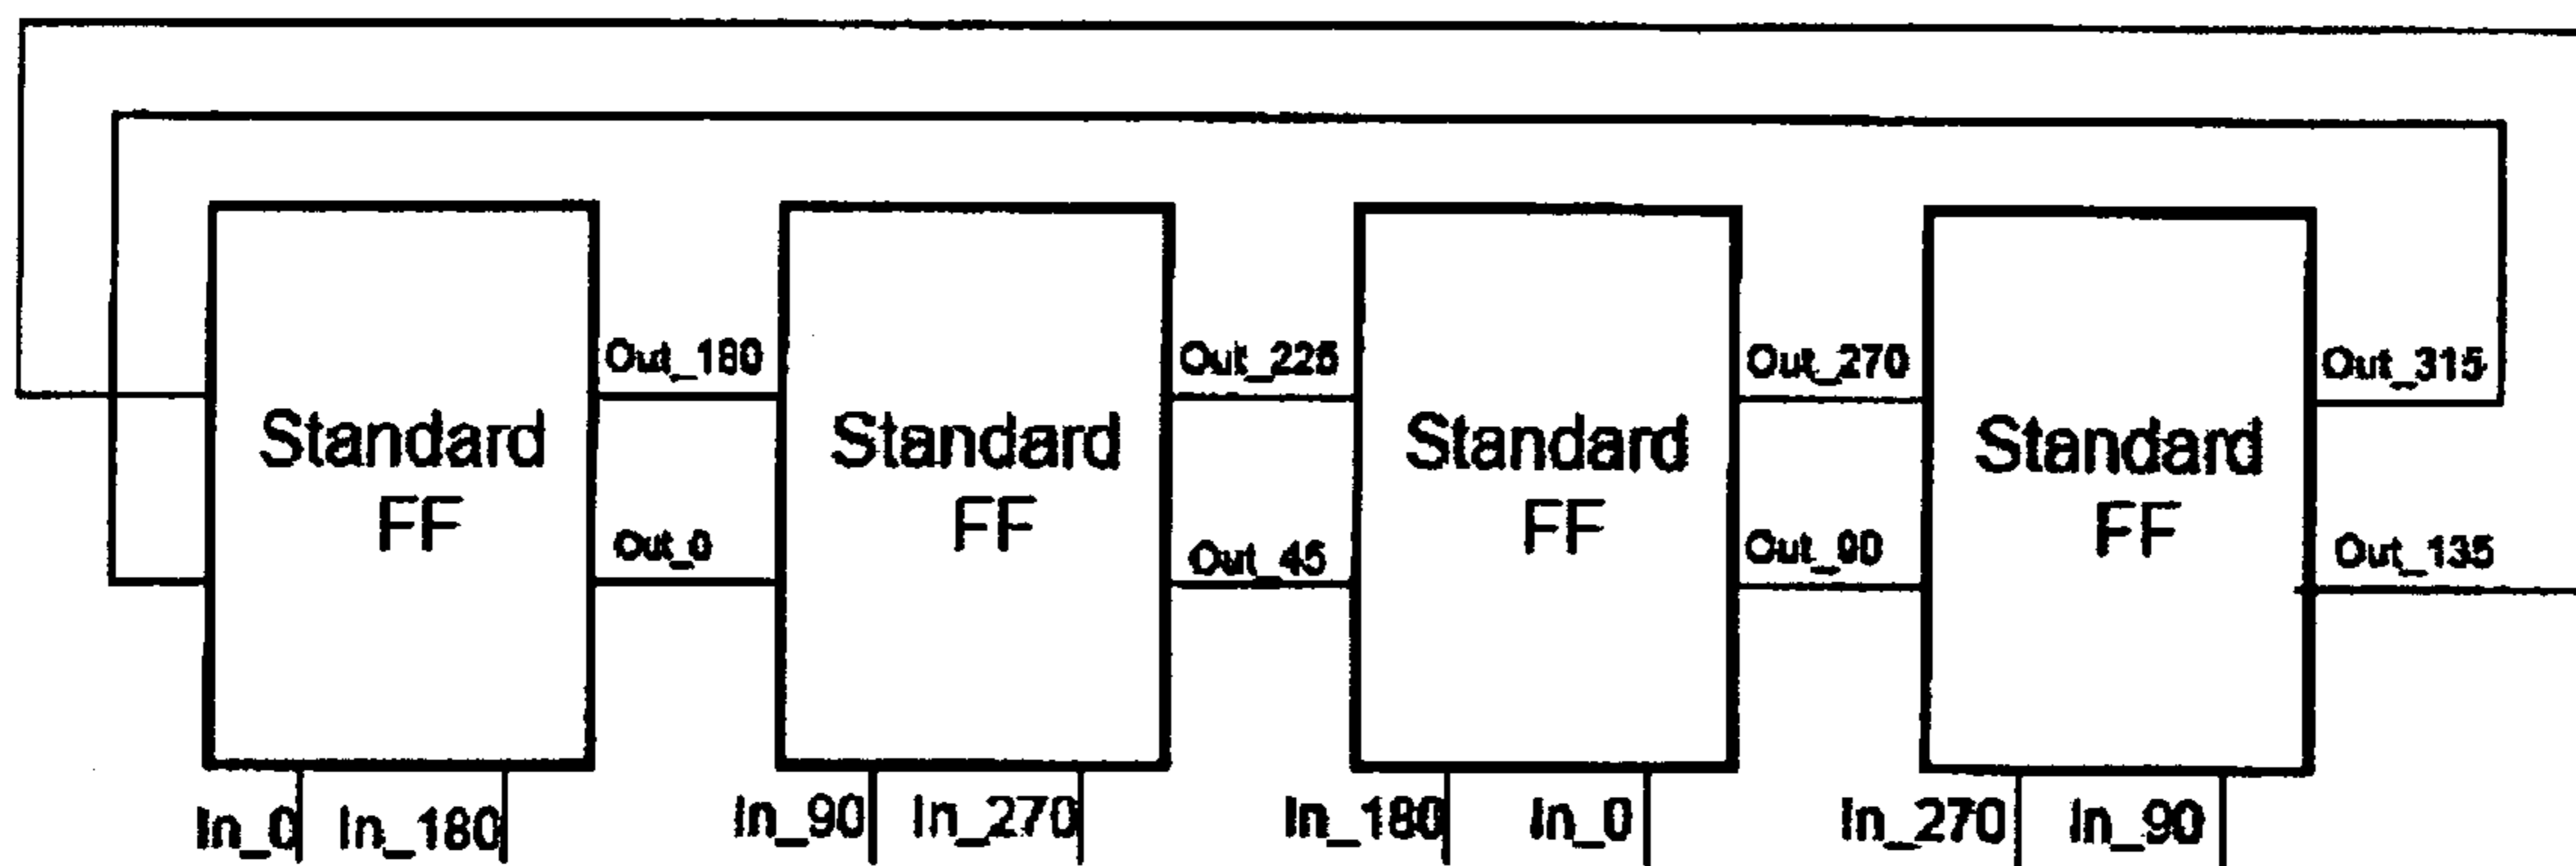 Out_180
Out_225
Out_270
Out_315
Standard FF
Standard FF
Standard FF
Standard FF
Out_0
Out_45
Out_90
Out_135
In_0
In_180
In_90
In_270
In_180
In_0
In_270
In_90